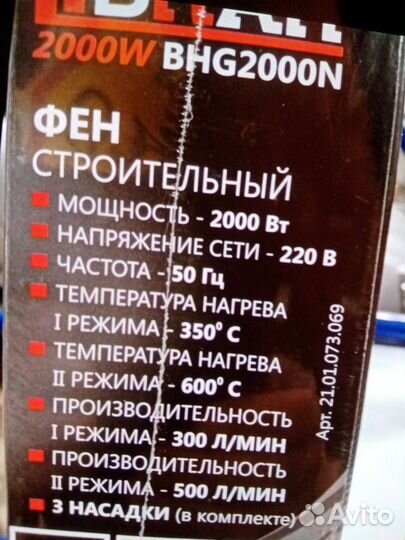 2000W BHG2000N
ФЕН
СТРОИТЕЛЬНЫЙ
МОЩНОСТЬ - 2000 Вт
НАПРЯЖЕНИЕ СЕТИ - 220 В
ЧАСТОТА - 50 Гц
ТЕМПЕРАТУРА НАГРЕВА
I РЕЖИМА - 350⁰ С
ТЕМПЕРАТУРА НАГРЕВА
II РЕЖИМА - 600⁰ С
ПРОИЗВОДИТЕЛЬНОСТЬ
I РЕЖИМА - 300 Л/МИН
ПРОИЗВОДИТЕЛЬНОСТЬ
II РЕЖИМА - 500 Л/МИН
3 НАСАДКИ (в комплекте)
Арт. 21.01.073.069
Avito